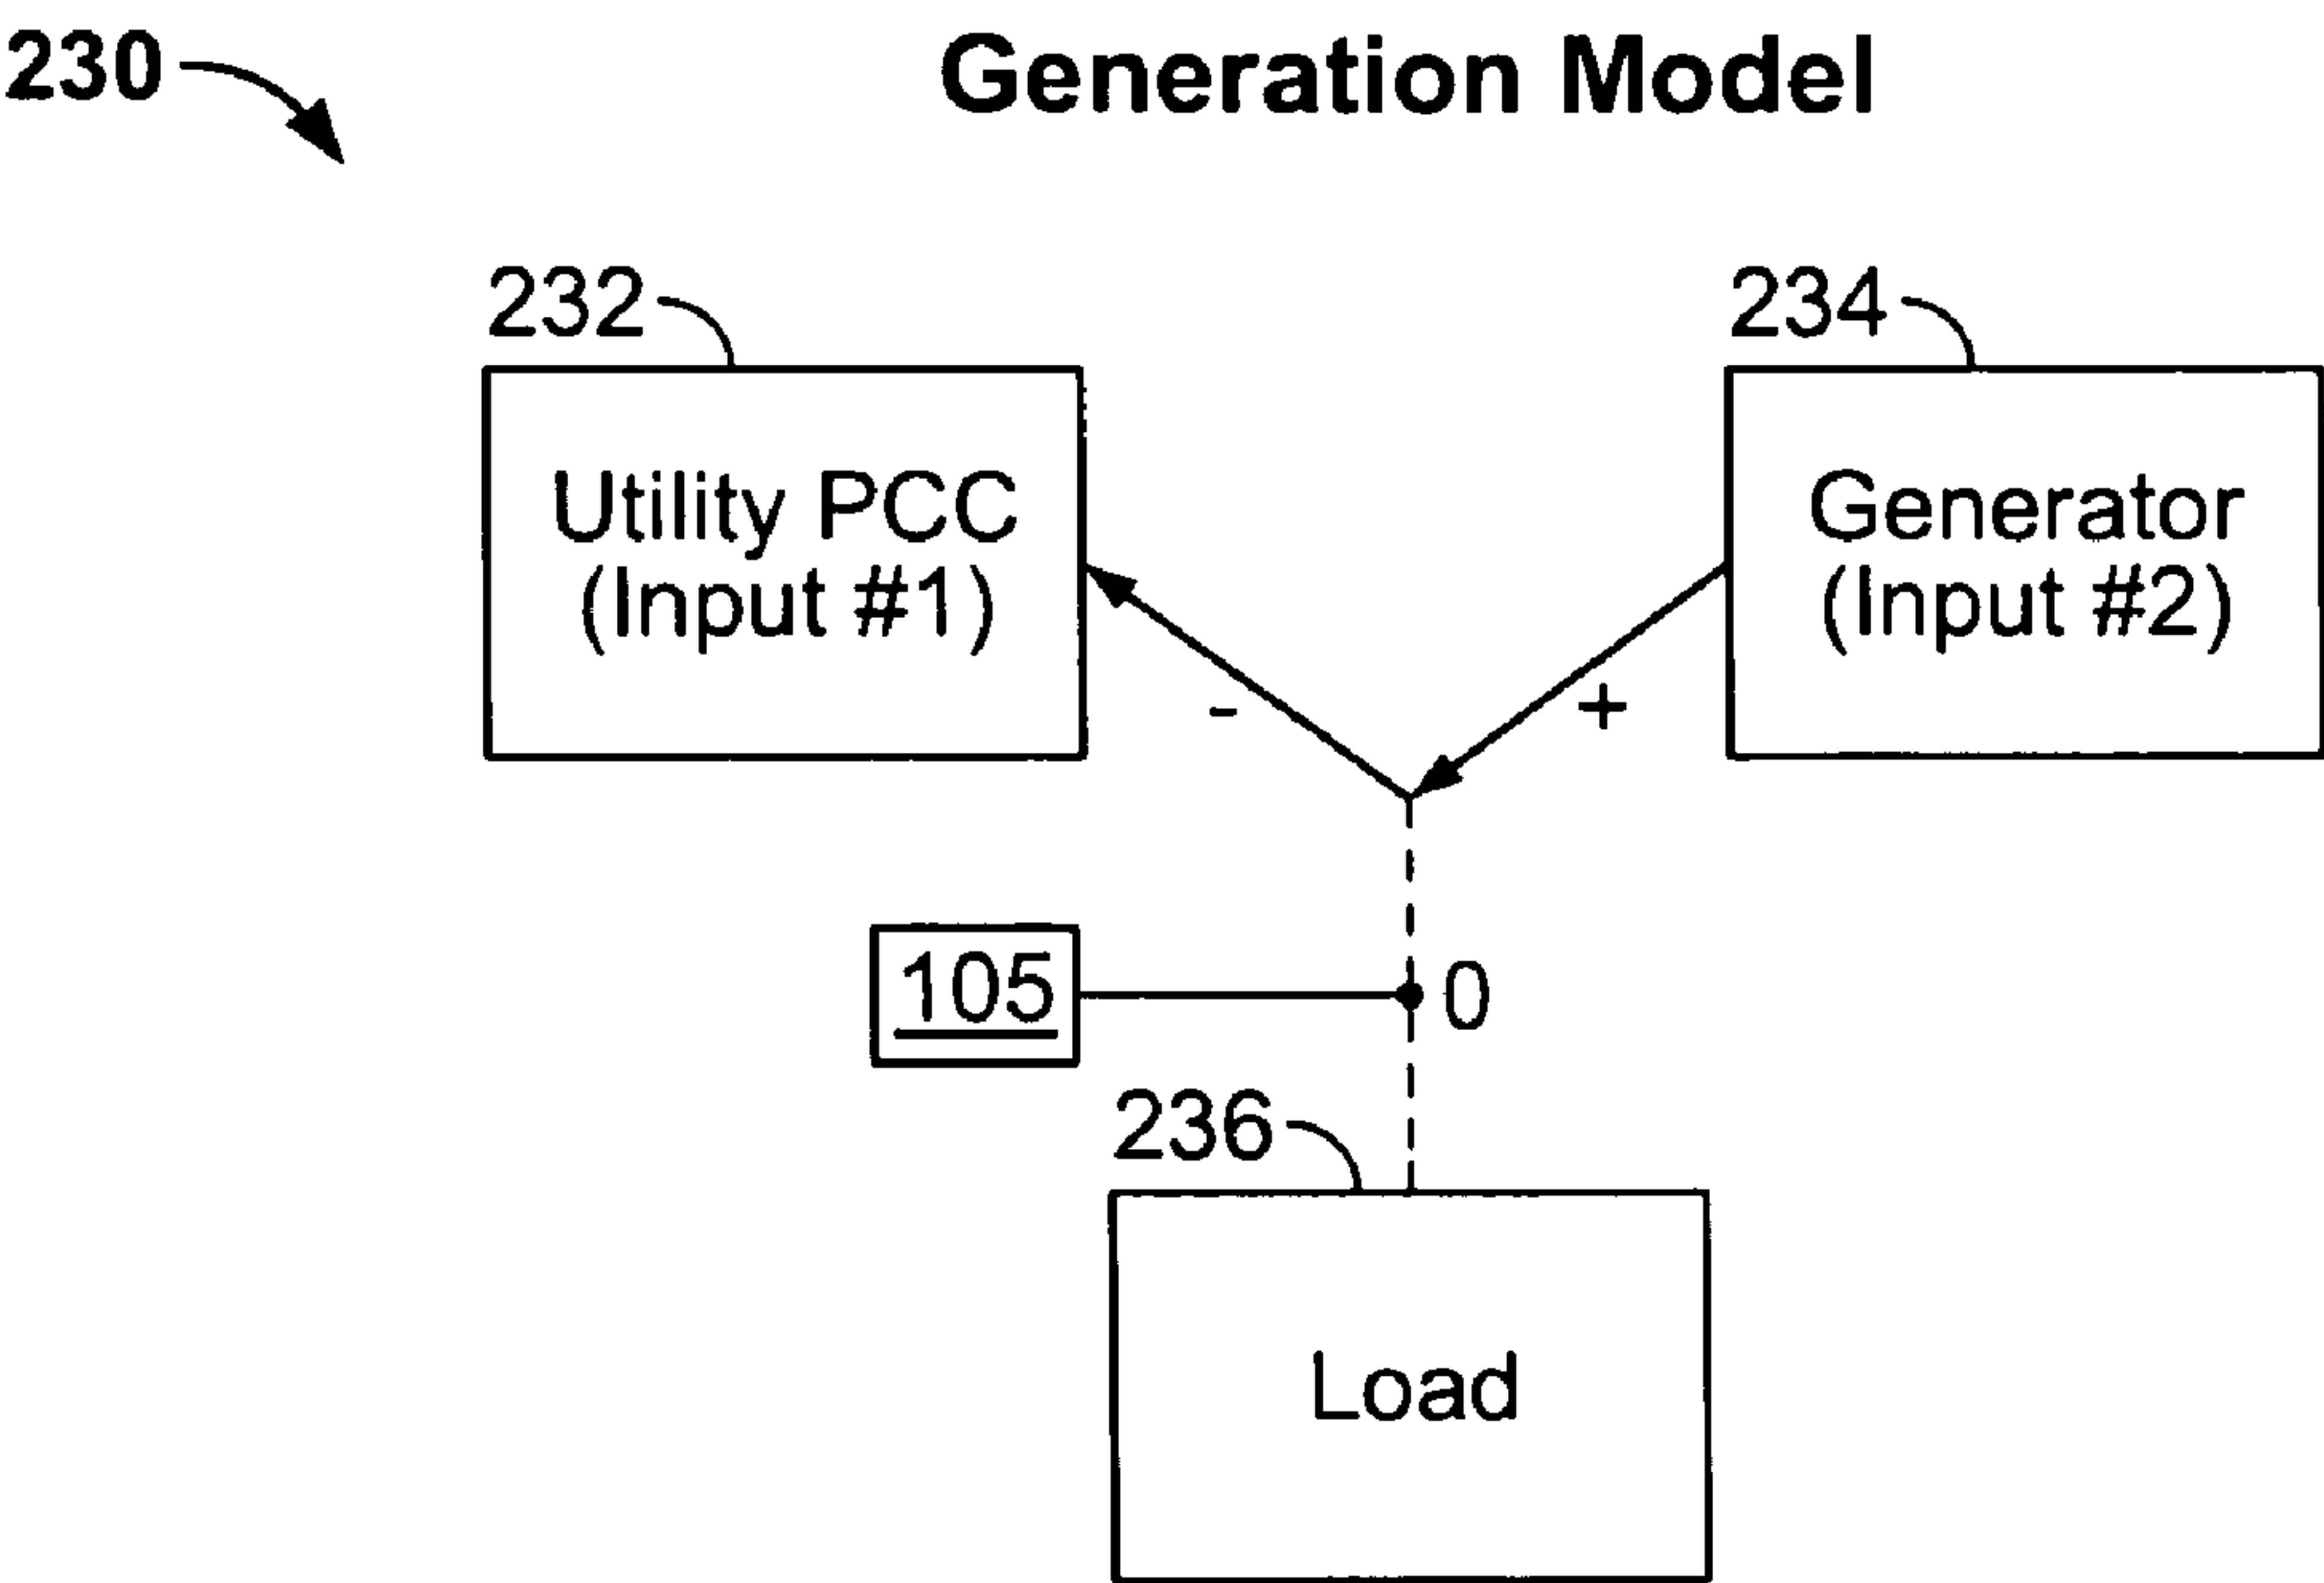 230
Generation Model
232
234
Utility PCC
(Input #1)
Generator
(Input #2)
-
+
105
0
236
Load